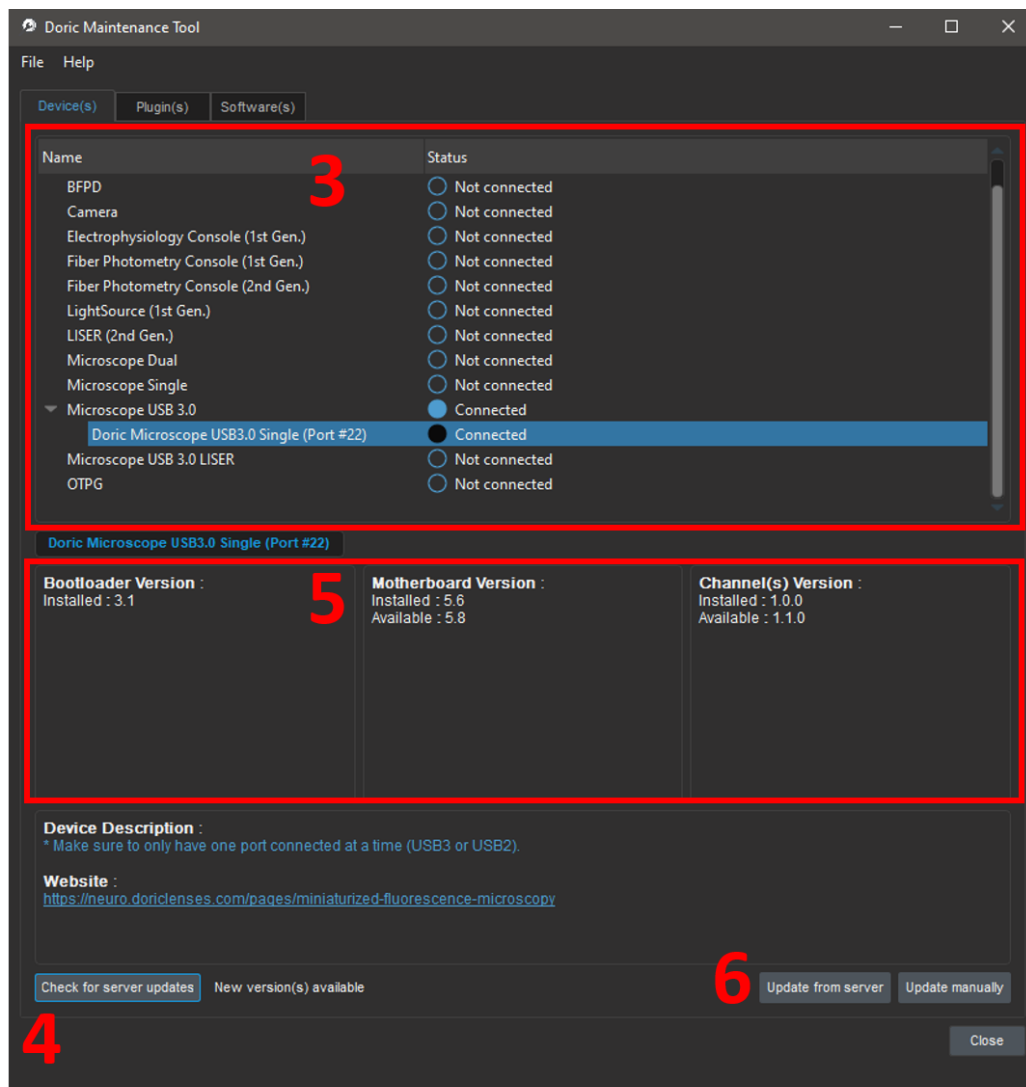 Doric Maintenance Tool
File Help
Device(s) Plugin(s) Software(s)
Name Status
3
BFPD Not connected
Camera Not connected
Electrophysiology Console (1st Gen.) Not connected
Fiber Photometry Console (1st Gen.) Not connected
Fiber Photometry Console (2nd Gen.) Not connected
LightSource (1st Gen.) Not connected
LISER (2nd Gen.) Not connected
Microscope Dual Not connected
Microscope Single Not connected
Microscope USB 3.0 Connected
Doric Microscope USB3.0 Single (Port #22) Connected
Microscope USB 3.0 LISER Not connected
OTPG Not connected
Doric Microscope USB3.0 Single (Port #22)
Bootloader Version :
Installed : 3.1
5
Motherboard Version :
Installed : 5.6
Available : 5.8
Channel(s) Version :
Installed : 1.0.0
Available : 1.1.0
Device Description :
* Make sure to only have one port connected at a time (USB3 or USB2).
Website :
https://neuro.doriclenses.com/pages/miniaturized-fluorescence-microscopy
Check for server updates New version(s) available 6 Update from server Update manually
4
Close